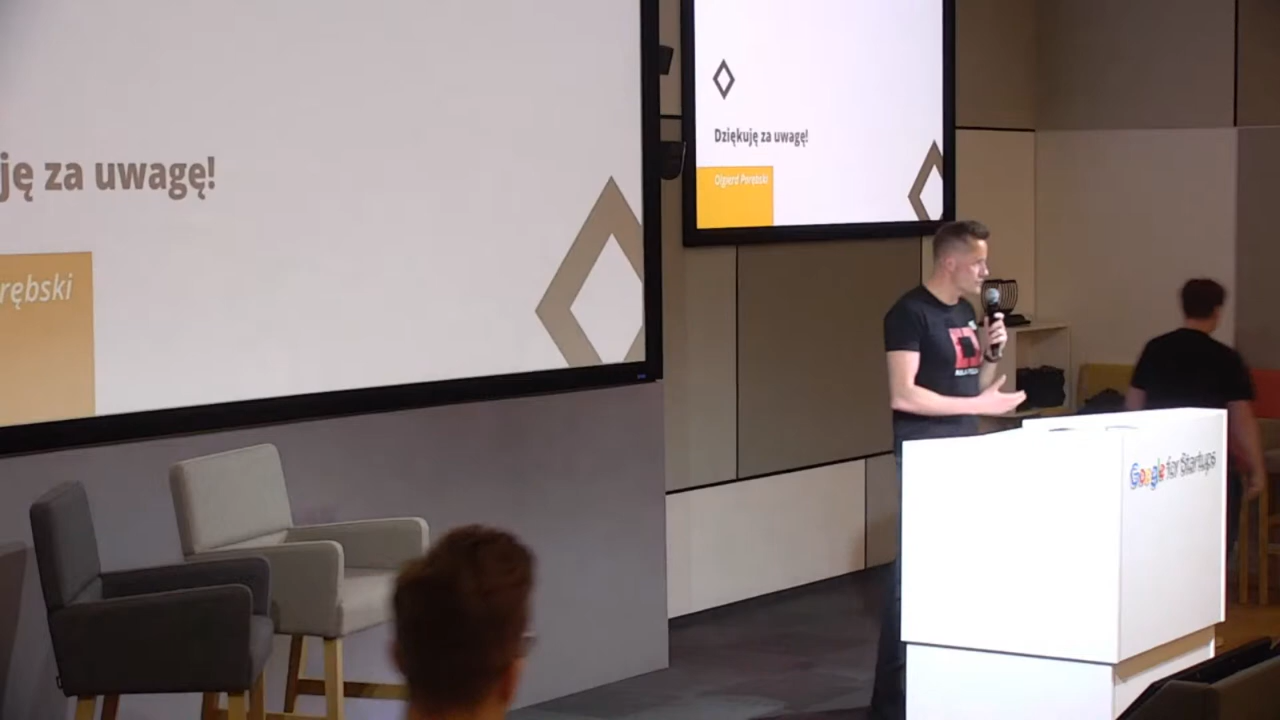 ję za uwagę!
rębski
Dziękuję za uwagę!
Olgierd Porębski
Google for Startups